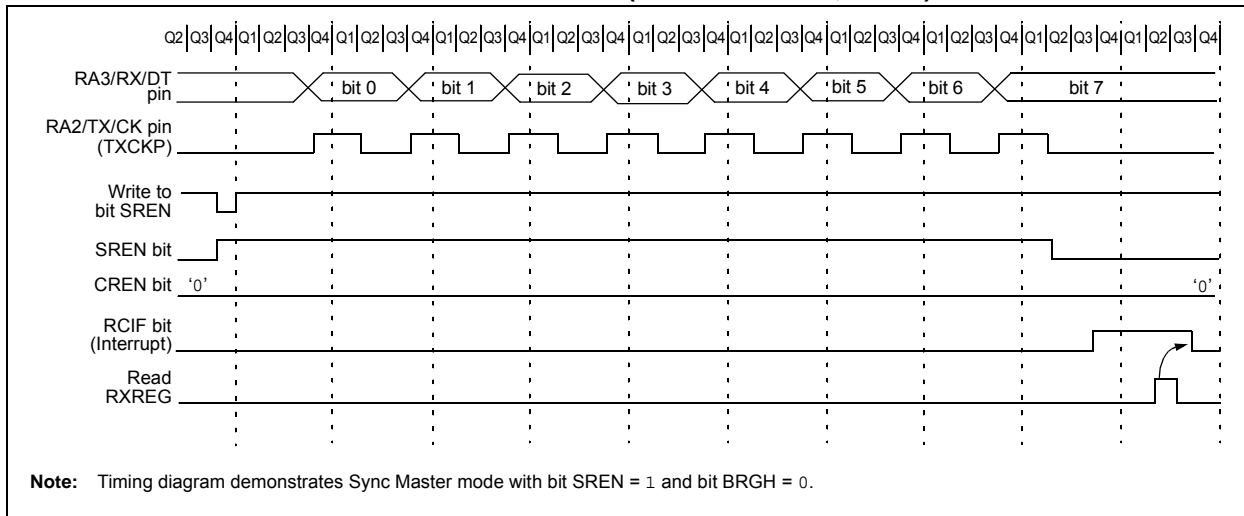 Q2 Q3 Q4 Q1 Q2 Q3 Q4 Q1 Q2 Q3 Q4 Q1 Q2 Q3 Q4 Q1 Q2 Q3 Q4 Q1 Q2 Q3 Q4 Q1 Q2 Q3 Q4 Q1 Q2 Q3 Q4 Q1 Q2 Q3 Q4 Q1 Q2 Q3 Q4 Q1 Q2 Q3 Q4
RA3/RX/DT
pin
bit 0 bit 1 bit 2 bit 3 bit 4 bit 5 bit 6 bit 7
RA2/TX/CK pin
(TXCKP)
Write to
bit SREN
SREN bit
CREN bit ‘0’ ‘0’
RCIF bit
(Interrupt)
Read
RXREG
Note: Timing diagram demonstrates Sync Master mode with bit SREN = 1 and bit BRGH = 0.